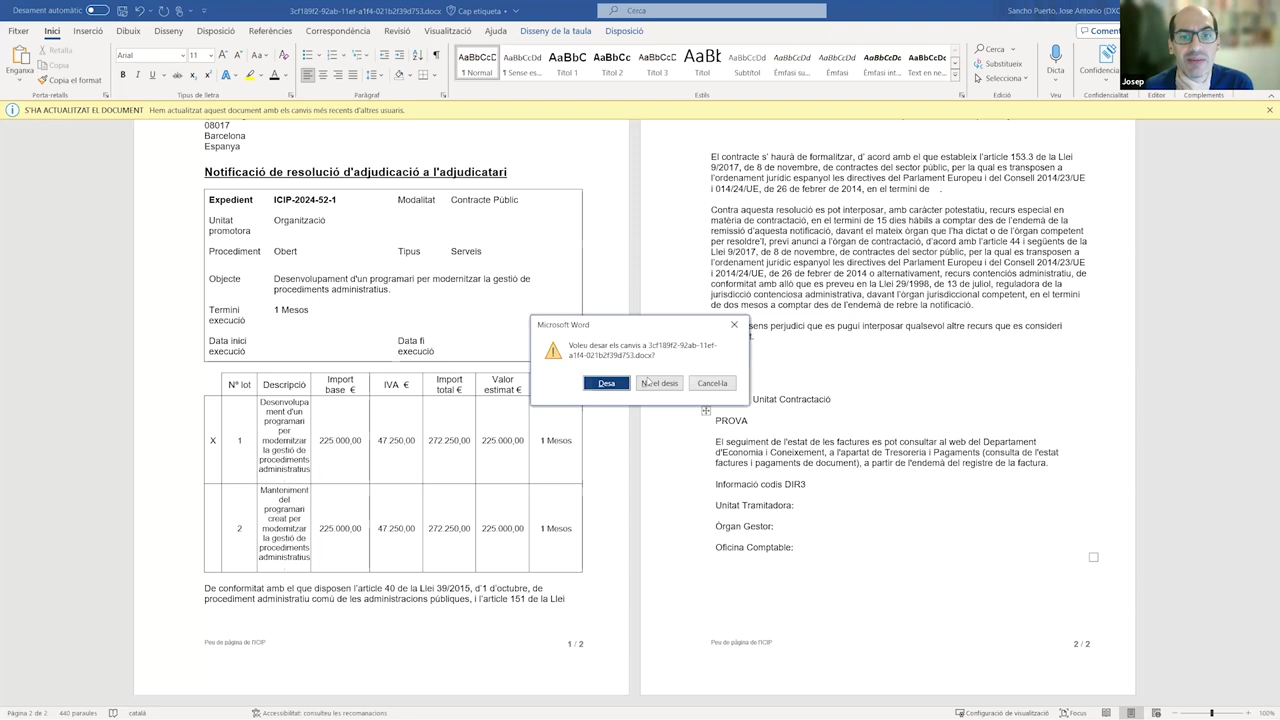 Desament automàtic
3cf189f2-92ab-11ef-a1f4-021b2f39d753.docx
Cap etiqueta
Cerca
Sancho Puerto, Jose Antonio (DXC
Fitxer
Inici
Inserció
Dibuix
Disseny
Disposició
Referències
Correspondència
Revisió
Visualització
Ajuda
Disseny de la taula
Disposició
Coment
Enganxa
Retalla
Copia
Copia el format
Arial
11
AaBbC
AaBbCcDd
AaBbC
AaBbCc
AaBbC
AaBb
AaBbCcDd
AaBbCcDd
AaBbCcDd
AaBbCcDd
AaBbCcDd
1 Normal
1 Sense es...
Títol 1
Títol 2
Títol 3
Títol
Subtítol
Èmfasi su...
Èmfasi
Èmfasi int...
Text en ne...
Cerca
Substitueix
Selecciona
Dicta
Confidencia
Josep
Porta-retalls
Tipus de lletra
Paràgraf
Estils
Edició
Veu
Confidencialitat
Editor
Complements
S'HA ACTUALITZAT EL DOCUMENT Hem actualitzat aquest document amb els canvis més recents d'altres usuaris.
08017
Barcelona
Espanya
Notificació de resolució d'adjudicació a l'adjudicatari
Expedient ICIP-2024-52-1 Modalitat Contracte Públic
Unitat promotora Organització
Procediment Obert Tipus Serveis
Objecte Desenvolupament d'un programari per modernitzar la gestió de
procediments administratius.
Termini execució 1 Mesos
Data inici execució Data fi execució
Nº lot Descripció Import base € IVA € Import total € Valor estimat €
X 1 Desenvolupa ment d'un programari per modernitzar la gestió de procediments administratius 225.000,00 47.250,00 272.250,00 225.000,00 1 Mesos
2 Manteniment del programari creat per modernitzar la gestió de procediments administratius 225.000,00 47.250,00 272.250,00 225.000,00 1 Mesos
De conformitat amb el que disposen l'article 40 de la Llei 39/2015, d'1 d'octubre, de
procediment administratiu comú de les administracions públiques, i l'article 151 de la Llei
Peu de pàgina de l'ICIP
1 / 2
El contracte s' haurà de formalitzar, d' acord amb el que estableix l'article 153.3 de la Llei
9/2017, de 8 de novembre, de contractes del sector públic, per la qual es transposen a
l'ordenament jurídic espanyol les directives del Parlament Europeu i del Consell 2014/23/UE
i 014/24/UE, de 26 de febrer de 2014, en el termini de .
Contra aquesta resolució es pot interposar, amb caràcter potestatiu, recurs especial en
matèria de contractació, en el termini de 15 dies hàbils a comptar des de l'endemà de la
remissió d'aquesta notificació, davant el mateix òrgan que l'ha dictat o de l'òrgan competent
per resoldre'l, previ anunci a l'òrgan de contractació, d'acord amb l'article 44 i següents de la
Llei 9/2017, de 8 de novembre, de contractes del sector públic, per la qual es transposen a
l'ordenament jurídic espanyol les directives del Parlament Europeu i del Consell 2014/23/UE
i 2014/24/UE, de 26 de febrer de 2014 o alternativament, recurs contenciós administratiu, de
conformitat amb allò que es preveu en la Llei 29/1998, de 13 de juliol, reguladora de la
jurisdicció contenciosa administrativa, davant l'òrgan jurisdiccional competent, en el termini
de dos mesos a comptar des de l'endemà de rebre la notificació.
sens perjudici que es pugui interposar qualsevol altre recurs que es consideri
Microsoft Word
Voleu desar els canvis a 3cf189f2-92ab-11ef-
a1f4-021b2f39d753.docx?
Desa
No el desis
Cancel·la
Unitat Contractació
PROVA
El seguiment de l'estat de les factures es pot consultar al web del Departament
d'Economia i Coneixement, a l'apartat de Tresoreria i Pagaments (consulta de l'estat
factures i pagaments de document), a partir de l'endemà del registre de la factura.
Informació codis DIR3
Unitat Tramitadora:
Òrgan Gestor:
Oficina Comptable:
Peu de pàgina de l'ICIP
2 / 2
Pàgina 2 de 2
440 paraules
català
Accessibilitat: consulteu les recomanacions
Configuració de visualització
Focus
100%